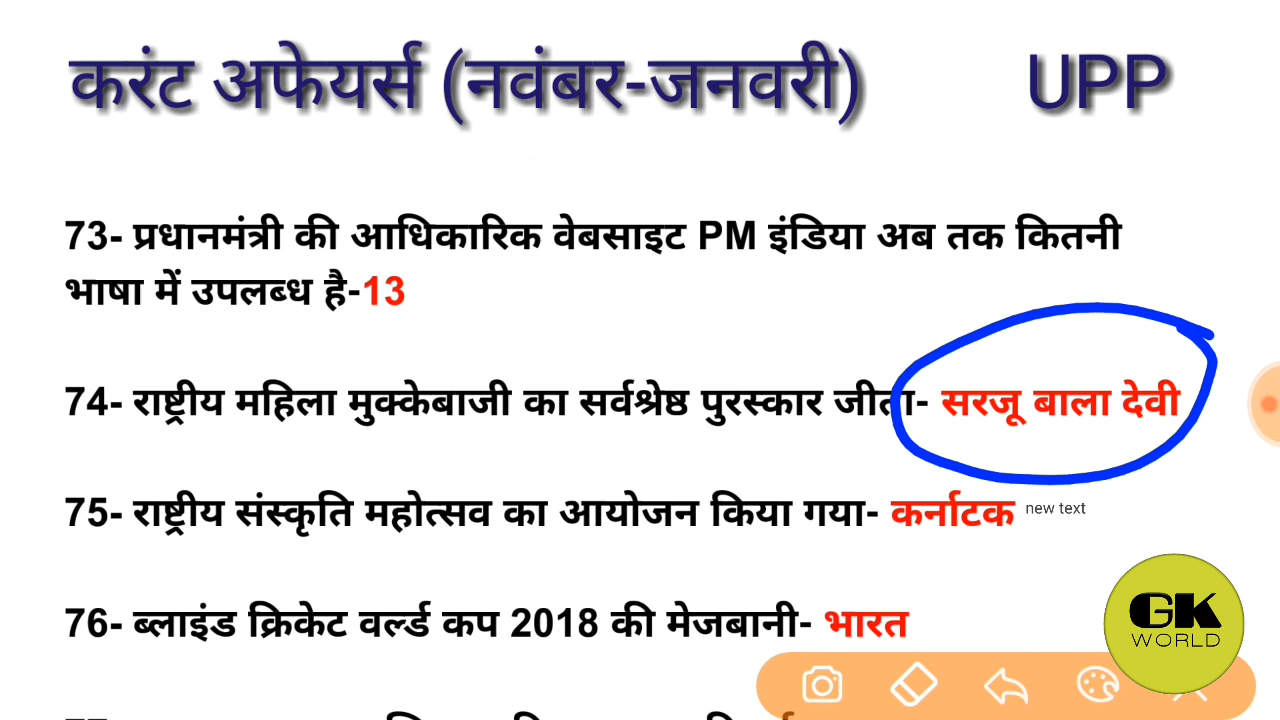 करंट अफेयर्स (नवंबर-जनवरी) UPP
73- प्रधानमंत्री की आधिकारिक वेबसाइट PM इंडिया अब तक कितनी
भाषा में उपलब्ध है-13
74- राष्ट्रीय महिला मुक्केबाजी का सर्वश्रेष्ठ पुरस्कार जीता- सरजू बाला देवी
75- राष्ट्रीय संस्कृति महोत्सव का आयोजन किया गया- कर्नाटक new text
76- ब्लाइंड क्रिकेट वर्ल्ड कप 2018 की मेजबानी- भारत
GK
WORLD